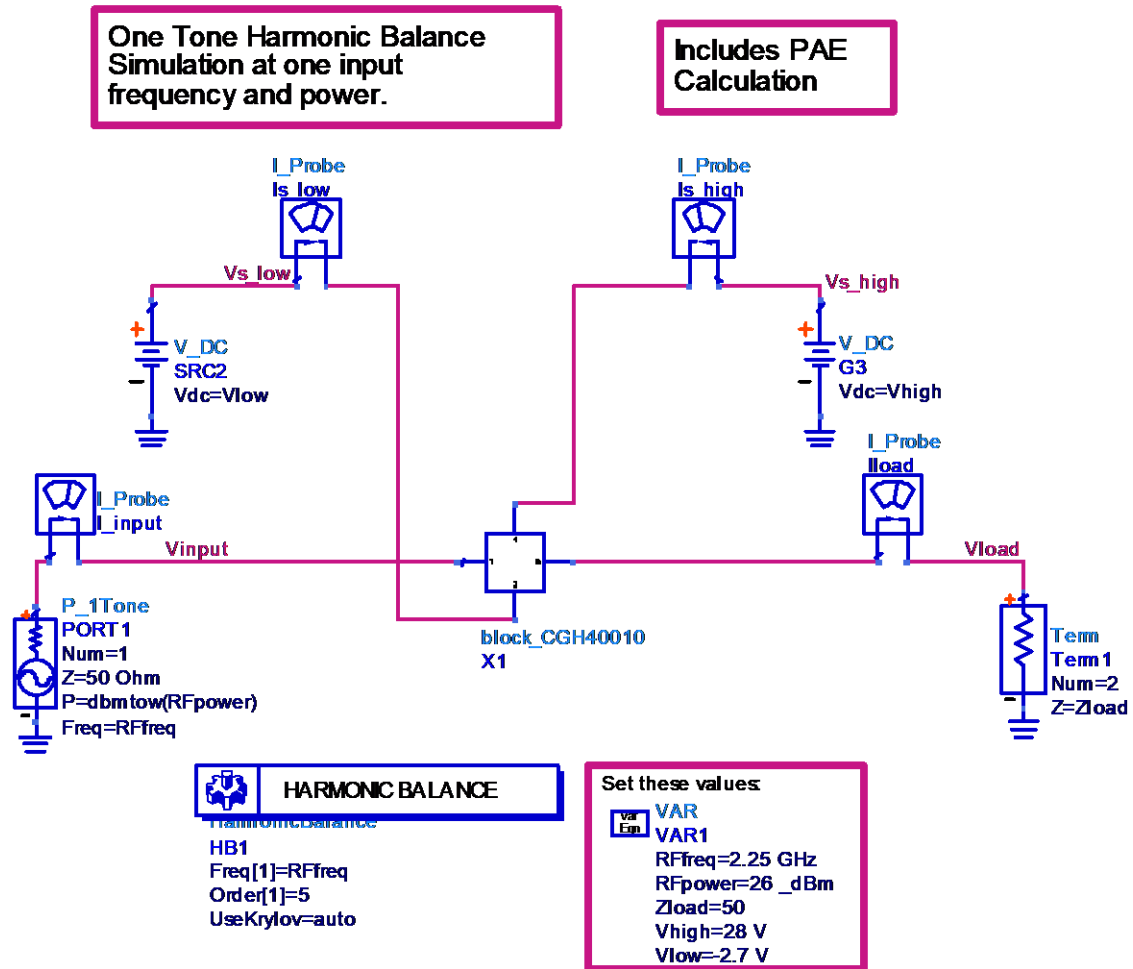 One Tone Harmonic Balance
Simulation at one input
frequency and power.
Includes PAE
Calculation
I_Probe
Is_low
I_Probe
Is_high
Vs_low
Vs_high
V_DC
SRC2
Vdc=Vlow
V_DC
G3
Vdc=Vhigh
I_Probe
I_input
I_Probe
Iload
Vinput
Vload
P_1Tone
PORT1
Num=1
Z=50 Ohm
P=dbmtow(RFpower)
Freq=RFfreq
1
4
3
2
block_CGH40010
X1
Term
Term1
Num=2
Z=Zload
HARMONIC BALANCE
HarmonicBalance
HB1
Freq[1]=RFfreq
Order[1]=5
UseKrylov=auto
Set these values:
Var
Eqn
VAR
VAR1
RFfreq=2.25 GHz
RFpower=26 _dBm
Zload=50
Vhigh=28 V
Vlow=-2.7 V